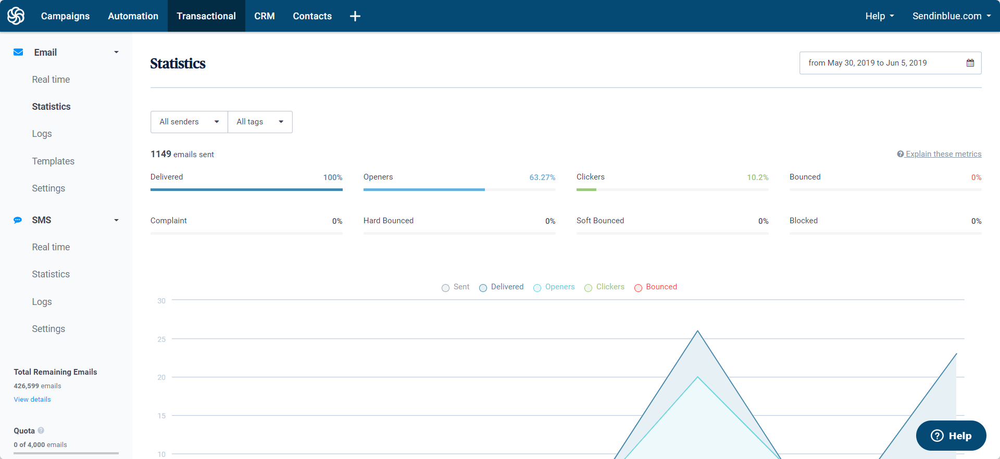 Campaigns Automation Transactional CRM Contacts Help Sendinblue.com
Email
Real time
Statistics
Logs
Templates
Settings
SMS
Real time
Statistics
Logs
Settings
Total Remaining Emails
426,599 emails
View details
Quota ?
0 of 4,000 emails
Statistics
from May 30, 2019 to Jun 5, 2019
All senders All tags
1149 emails sent
? Explain these metrics
Delivered 100% Openers 63.27% Clickers 10.2% Bounced 0%
Complaint 0% Hard Bounced 0% Soft Bounced 0% Blocked 0%
Sent Delivered Openers Clickers Bounced
30
25
20
15
10
? Help